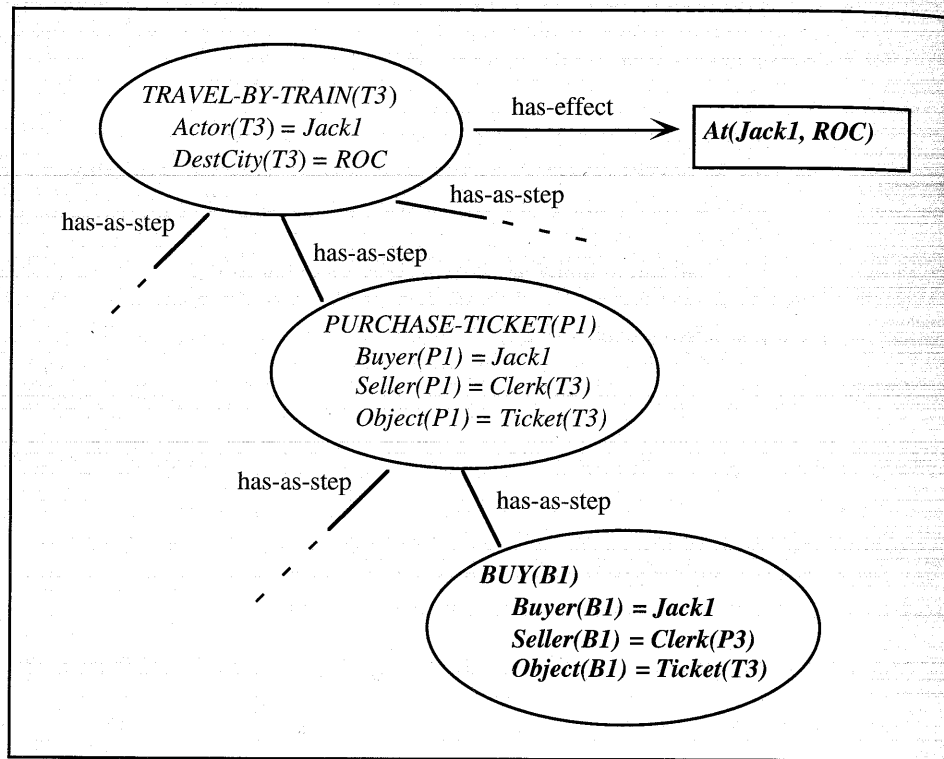 TRAVEL-BY-TRAIN(T3)
Actor(T3) = Jack1
DestCity(T3) = ROC
has-effect
At(Jack1, ROC)
has-as-step
has-as-step
has-as-step
PURCHASE-TICKET(P1)
Buyer(P1) = Jack1
Seller(P1) = Clerk(T3)
Object(P1) = Ticket(T3)
has-as-step
has-as-step
BUY(B1)
Buyer(B1) = Jack1
Seller(B1) = Clerk(P3)
Object(B1) = Ticket(T3)